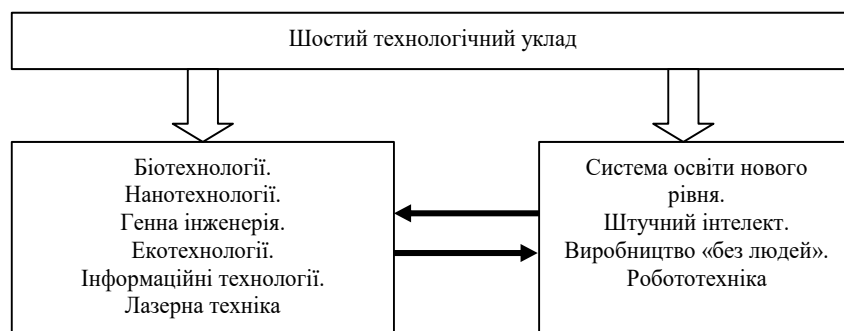 Шостий технологічний уклад
Біотехнології.
Нанотехнології.
Генна інженерія.
Екотехнології.
Інформаційні технології.
Лазерна техніка
Система освіти нового
рівня.
Штучний інтелект.
Виробництво «без людей».
Робототехніка